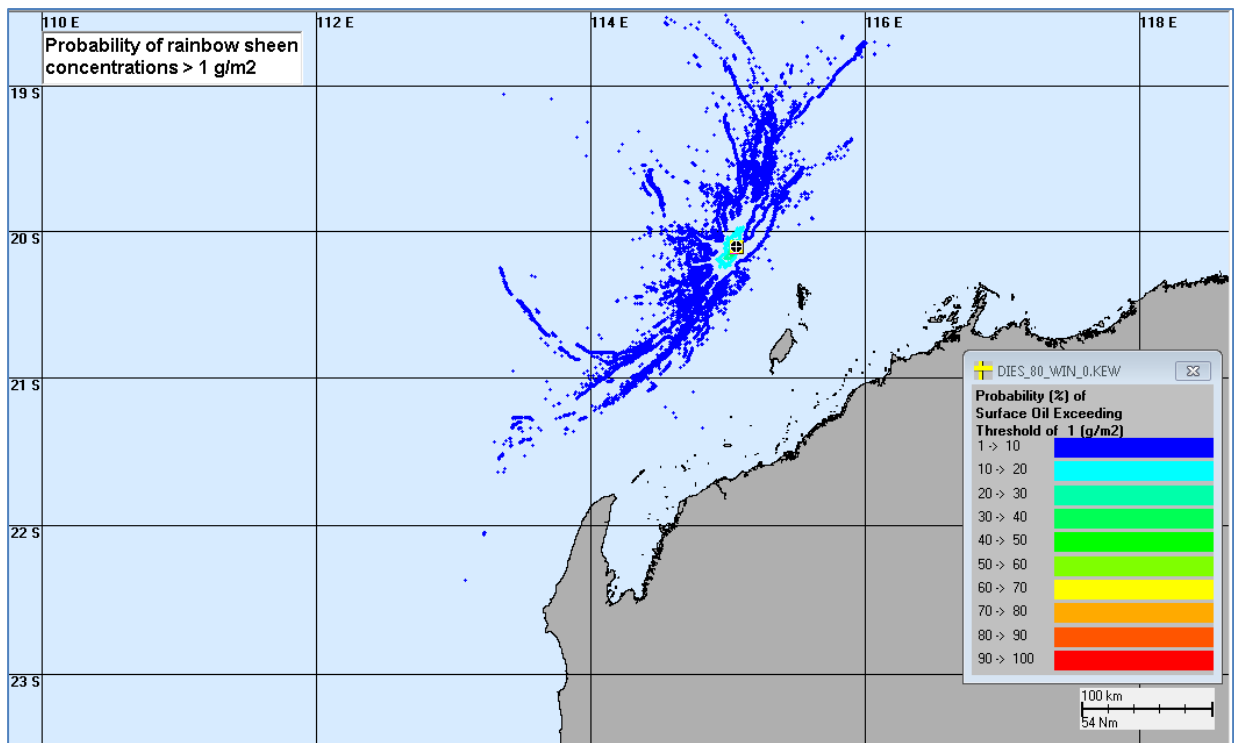 110 E
112 E
114 E
116 E
118 E
Probability of rainbow sheen
concentrations > 1 g/m2
19 S
20 S
21 S
22 S
23 S
DIES_80_WIN_0.KEW
Probability (%) of
Surface Oil Exceeding
Threshold of 1 (g/m2)
1 -> 10
10 -> 20
20 -> 30
30 -> 40
40 -> 50
50 -> 60
60 -> 70
70 -> 80
80 -> 90
90 -> 100
100 km
54 Nm